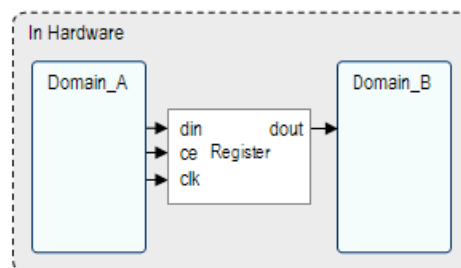 In Hardware
Domain_A
Domain_B
din dout
ce Register
clk